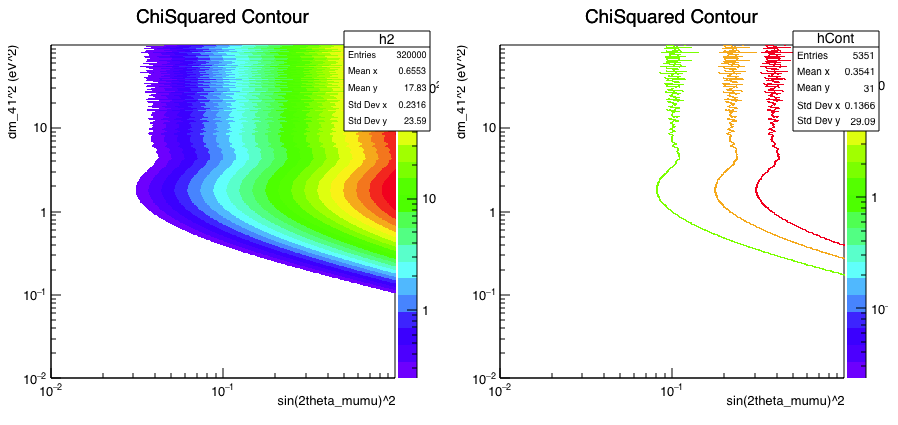 ChiSquared Contour
h2
Entries 320000
Mean x 0.6553
Mean y 17.83
Std Dev x 0.2316
Std Dev y 23.59
dm_41^2 (eV^2)
10
1
10⁻¹
10⁻²
10⁻²
10⁻¹
sin(2theta_mumu)^2
10
1
ChiSquared Contour
hCont
Entries 5351
Mean x 0.3541
Mean y 31
Std Dev x 0.1366
Std Dev y 29.09
dm_41^2 (eV^2)
10
1
10⁻¹
10⁻²
10⁻²
10⁻¹
sin(2theta_mumu)^2
1